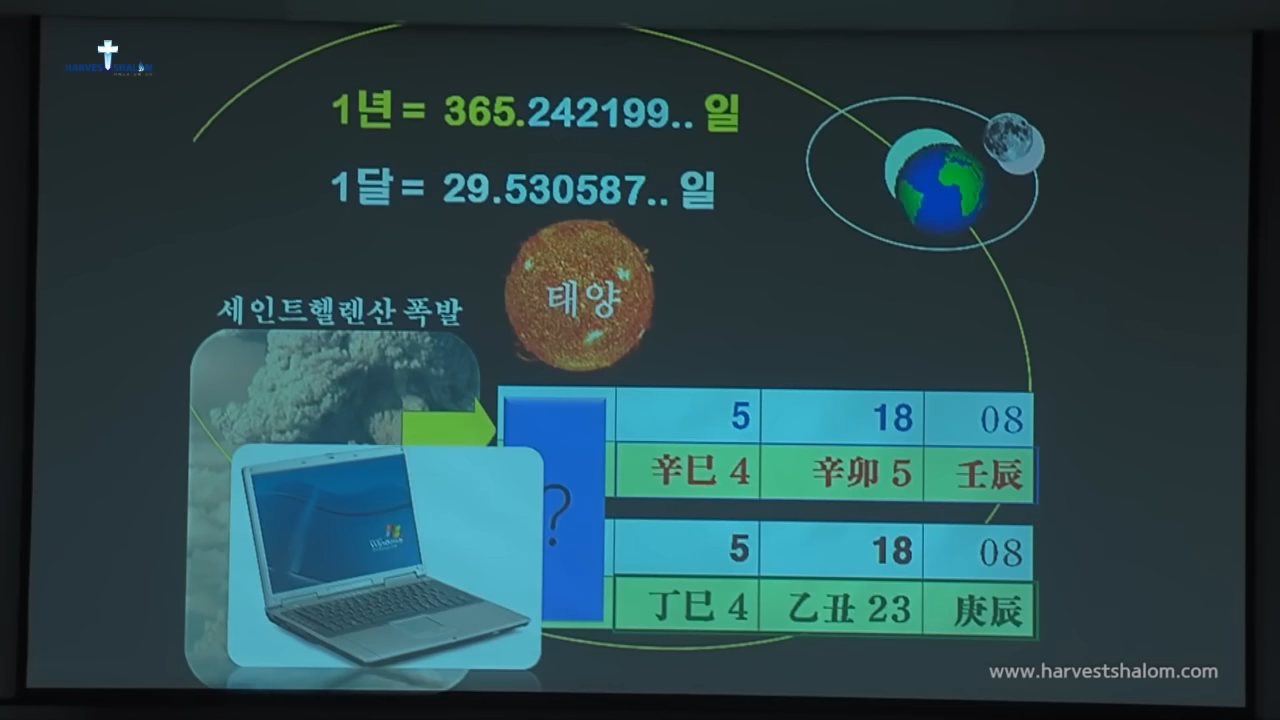 HARVEST SHALOM
1년 = 365.242199.. 일
1달 = 29.530587.. 일
태양
세인트헬렌산 폭발
5 18 08
辛巳 4 辛卯 5 壬辰
?
5 18 08
丁巳 4 乙丑 23 庚辰
Windows
www.harvestshalom.com